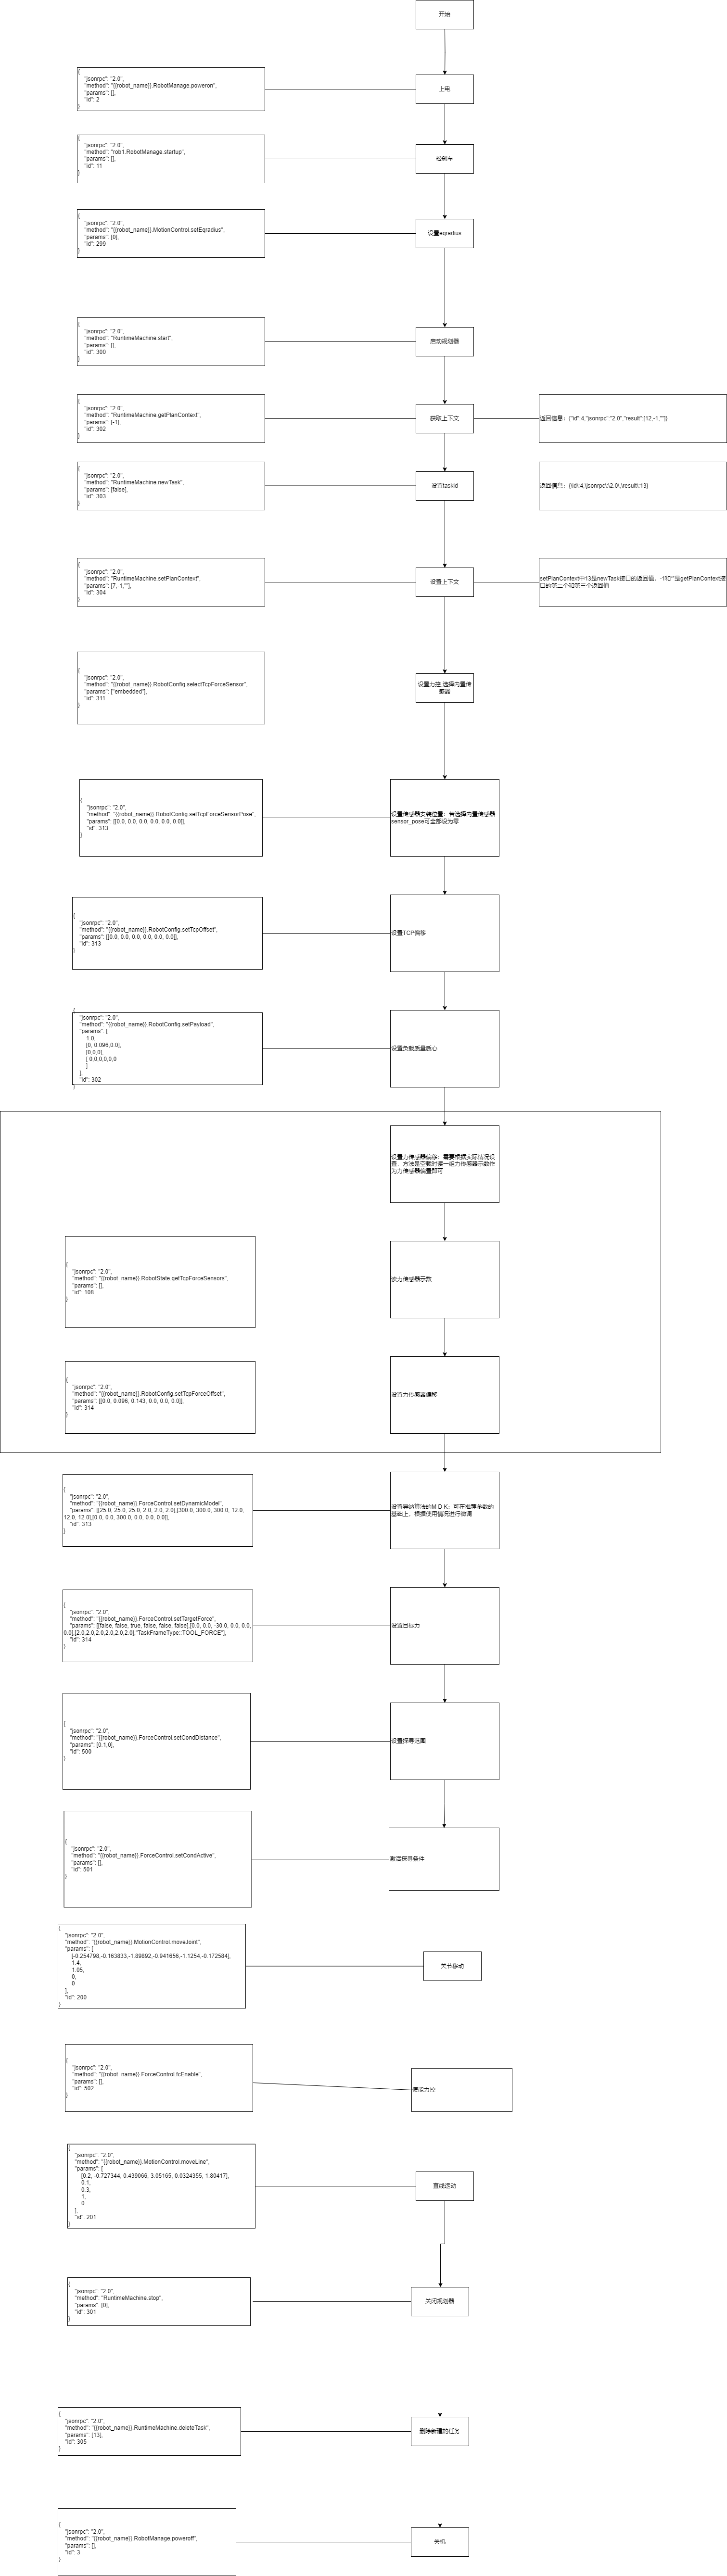 开始
{
"jsonrpc": "2.0",
"method": "{{robot_name}}.RobotManage.poweron",
"params": [],
"id": 2
}
上电
{
"jsonrpc": "2.0",
"method": "rob1.RobotManage.startup",
"params": [],
"id": 11
}
松刹车
{
"jsonrpc": "2.0",
"method": "{{robot_name}}.MotionControl.setEqradius",
"params": [0],
"id": 299
}
设置eqradius
{
"jsonrpc": "2.0",
"method": "RuntimeMachine.start",
"params": [],
"id": 300
}
启动规划器
{
"jsonrpc": "2.0",
"method": "RuntimeMachine.getPlanContext",
"params": [-1],
"id": 302
}
获取上下文
返回信息：{"id":4,"jsonrpc":"2.0","result":[12,-1,""]}
{
"jsonrpc": "2.0",
"method": "RuntimeMachine.newTask",
"params": [false],
"id": 303
}
设置taskid
返回信息：{\id\:4,\jsonrpc\:\2.0\,\result\:13}
{
"jsonrpc": "2.0",
"method": "RuntimeMachine.setPlanContext",
"params": [7,-1,""],
"id": 304
}
设置上下文
setPlanContext中13是newTask接口的返回值，-1和""是getPlanContext接
口的第二个和第三个返回值
{
"jsonrpc": "2.0",
"method": "{{robot_name}}.RobotConfig.selectTcpForceSensor",
"params": ["embedded"],
"id": 311
}
设置力控,选择内置传
感器
{
"jsonrpc": "2.0",
"method": "{{robot_name}}.RobotConfig.setTcpForceSensorPose",
"params": [[0.0, 0.0, 0.0, 0.0, 0.0, 0.0]],
"id": 313
}
设置传感器安装位置：若选择内置传感器
sensor_pose可全部设为零
{
"jsonrpc": "2.0",
"method": "{{robot_name}}.RobotConfig.setTcpOffset",
"params": [[0.0, 0.0, 0.0, 0.0, 0.0, 0.0]],
"id": 313
}
设置TCP偏移
{
"jsonrpc": "2.0",
"method": "{{robot_name}}.RobotConfig.setPayload",
"params": [
1.0,
[0, 0.096,0.0],
[0,0,0],
[ 0,0,0,0,0,0
]
],
"id": 302
}
设置负载质量质心
设置力传感器偏移：需要根据实际情况设
置，方法是空载时读一组力传感器示数作
为力传感器偏置即可
{
"jsonrpc": "2.0",
"method": "{{robot_name}}.RobotState.getTcpForceSensors",
"params": [],
"id": 108
}
读力传感器示数
{
"jsonrpc": "2.0",
"method": "{{robot_name}}.RobotConfig.setTcpForceOffset",
"params": [[0.0, 0.096, 0.143, 0.0, 0.0, 0.0]],
"id": 314
}
设置力传感器偏移
{
"jsonrpc": "2.0",
"method": "{{robot_name}}.ForceControl.setDynamicModel",
"params": [[25.0, 25.0, 25.0, 2.0, 2.0, 2.0],[300.0, 300.0, 300.0, 12.0,
12.0, 12.0],[0.0, 0.0, 300.0, 0.0, 0.0, 0.0]],
"id": 313
}
设置导纳算法的M D K：可在推荐参数的
基础上，根据使用情况进行微调
{
"jsonrpc": "2.0",
"method": "{{robot_name}}.ForceControl.setTargetForce",
"params": [[false, false, true, false, false, false],[0.0, 0.0, -30.0, 0.0, 0.0,
0.0],[2.0,2.0,2.0,2.0,2.0,2.0],"TaskFrameType::TOOL_FORCE"],
"id": 314
}
设置目标力
{
"jsonrpc": "2.0",
"method": "{{robot_name}}.ForceControl.setCondDistance",
"params": [0.1,0],
"id": 500
}
设置探寻范围
{
"jsonrpc": "2.0",
"method": "{{robot_name}}.ForceControl.setCondActive",
"params": [],
"id": 501
}
激活探寻条件
{
"jsonrpc": "2.0",
"method": "{{robot_name}}.MotionControl.moveJoint",
"params": [
[-0.254798,-0.163833,-1.89892,-0.941656,-1.1254,-0.172584],
1.4,
1.05,
0,
0
],
"id": 200
}
关节移动
{
"jsonrpc": "2.0",
"method": "{{robot_name}}.ForceControl.fcEnable",
"params": [],
"id": 502
}
使能力控
{
"jsonrpc": "2.0",
"method": "{{robot_name}}.MotionControl.moveLine",
"params": [
[0.2, -0.727344, 0.439066, 3.05165, 0.0324355, 1.80417],
0.1,
0.3,
1,
0
],
"id": 201
}
直线运动
{
"jsonrpc": "2.0",
"method": "RuntimeMachine.stop",
"params": [0],
"id": 301
}
关闭规划器
{
"jsonrpc": "2.0",
"method": "{{robot_name}}.RuntimeMachine.deleteTask",
"params": [13],
"id": 305
}
删除新建的任务
{
"jsonrpc": "2.0",
"method": "{{robot_name}}.RobotManage.poweroff",
"params": [],
"id": 3
}
关机